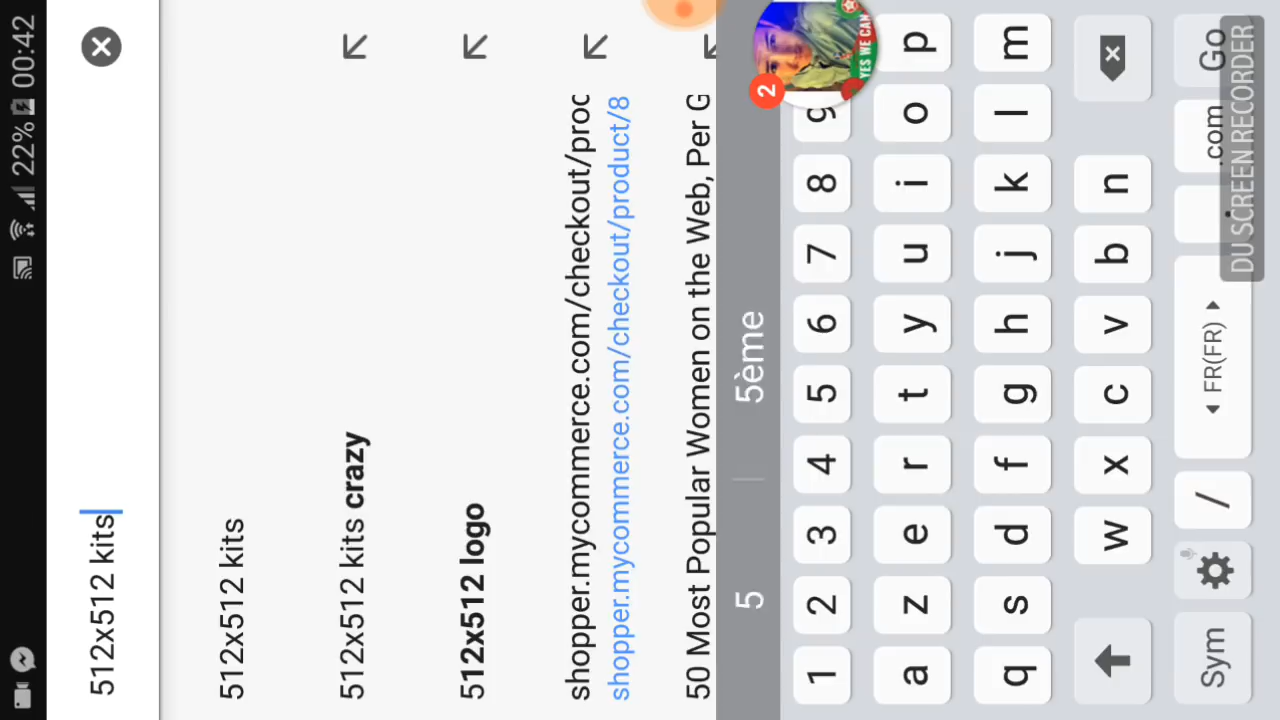 22% 00:42
512x512 kits
512x512 kits
512x512 kits crazy
512x512 logo
shopper.mycommerce.com/checkout/proc
shopper.mycommerce.com/checkout/product/8
50 Most Popular Women on the Web, Per G
YES WE CAN
2
5 5ème
1 2 3 4 5 6 7 8 9
a z e r t y u i o p
q s d f g h j k l m
w x c v b n
Sym / FR(FR) . .com Go
DU SCREEN RECORDER